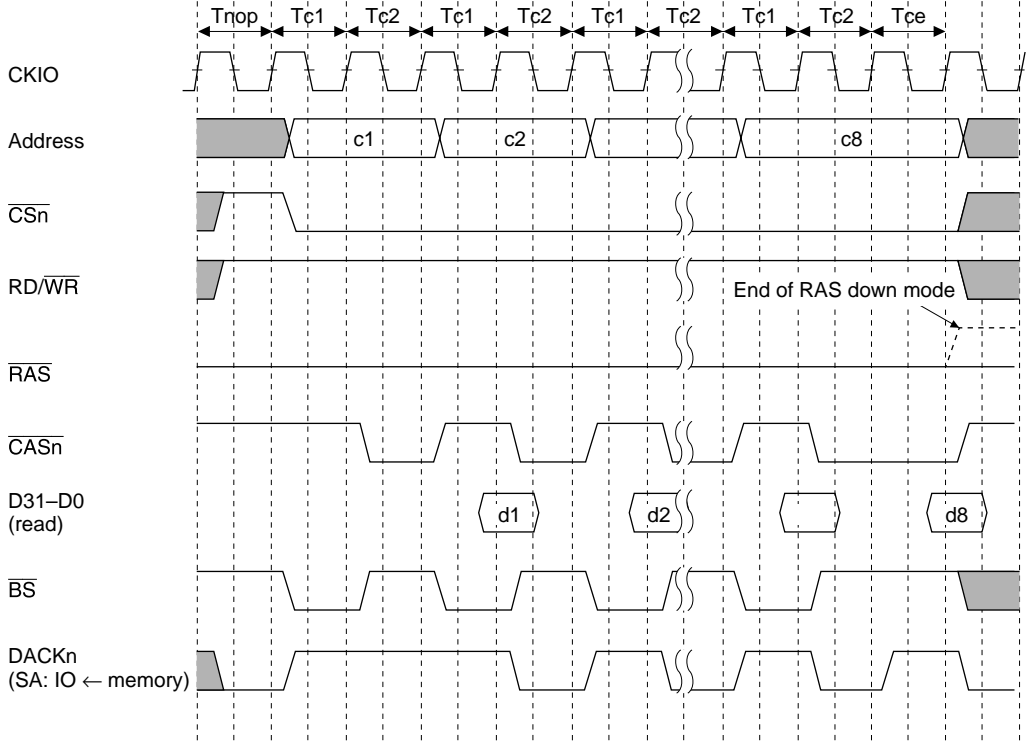 Tnop Tc1 Tc2 Tc1 Tc2 Tc1 Tc2 Tc1 Tc2 Tce
CKIO
Address c1 c2 c8
CSn
RD/WR
End of RAS down mode
RAS
CASn
D31–D0
(read) d1 d2 d8
BS
DACKn
(SA: IO ← memory)